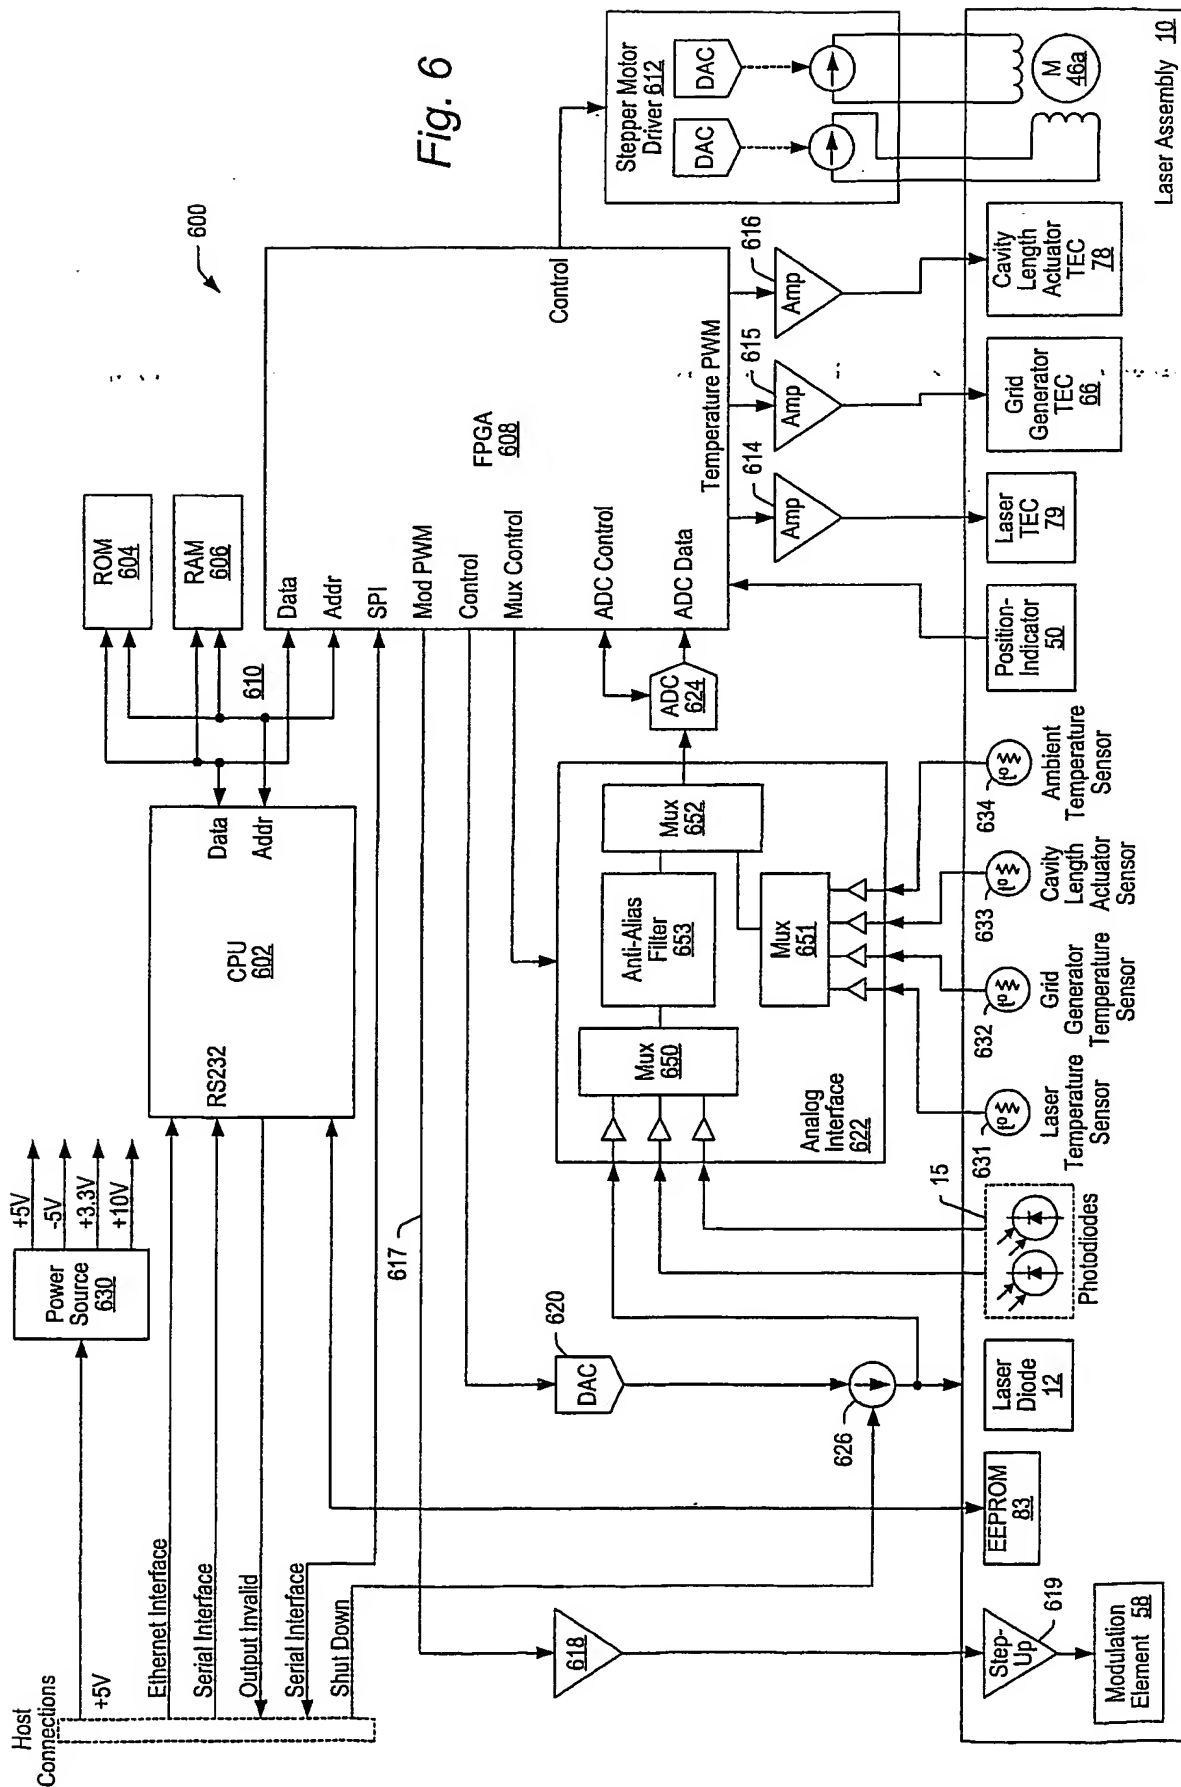 Fig. 6
600
Host
Connections
+5V
Ethernet Interface
Serial Interface
Output Invalid
Serial Interface
Shut Down
Power
Source
630
+5V
-5V
+3.3V
+10V
RS232
CPU
602
Data
Addr
ROM
604
RAM
606
610
Data
Addr
SPI
Mod PWM
Control
Mux Control
ADC Control
ADC Data
FPGA
608
Control
Temperature PWM
617
618
620
DAC
626
Analog
Interface
622
Mux
650
Anti-Alias
Filter
653
Mux
652
Mux
651
ADC
624
614
Amp
615
Amp
616
Amp
Stepper Motor
Driver 612
DAC
DAC
Step-
Up
619
Modulation
Element 58
EEPROM
83
Laser
Diode
12
15
Photodiodes
631
Laser
Temperature
Sensor
632
Grid
Generator
Temperature
Sensor
633
Cavity
Length
Actuator
Sensor
634
Ambient
Temperature
Sensor
Position-
Indicator
50
Laser
TEC
79
Grid
Generator
TEC
66
Cavity
Length
Actuator
TEC
78
M
46a
Laser Assembly 10